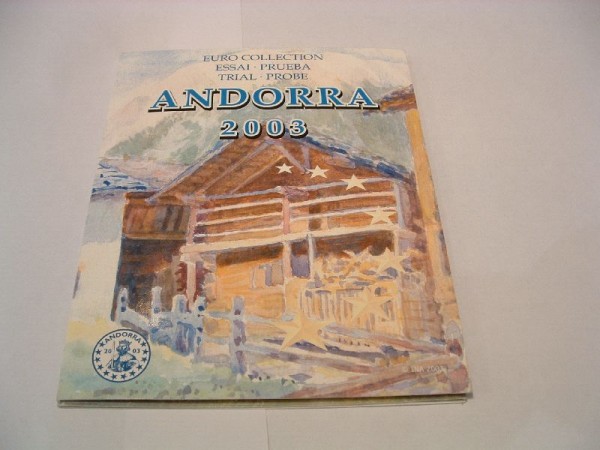 EURO COLLECTION
ESSAI · PRUEBA
TRIAL · PROBE
ANDORRA
2003
ANDORRA
20 03